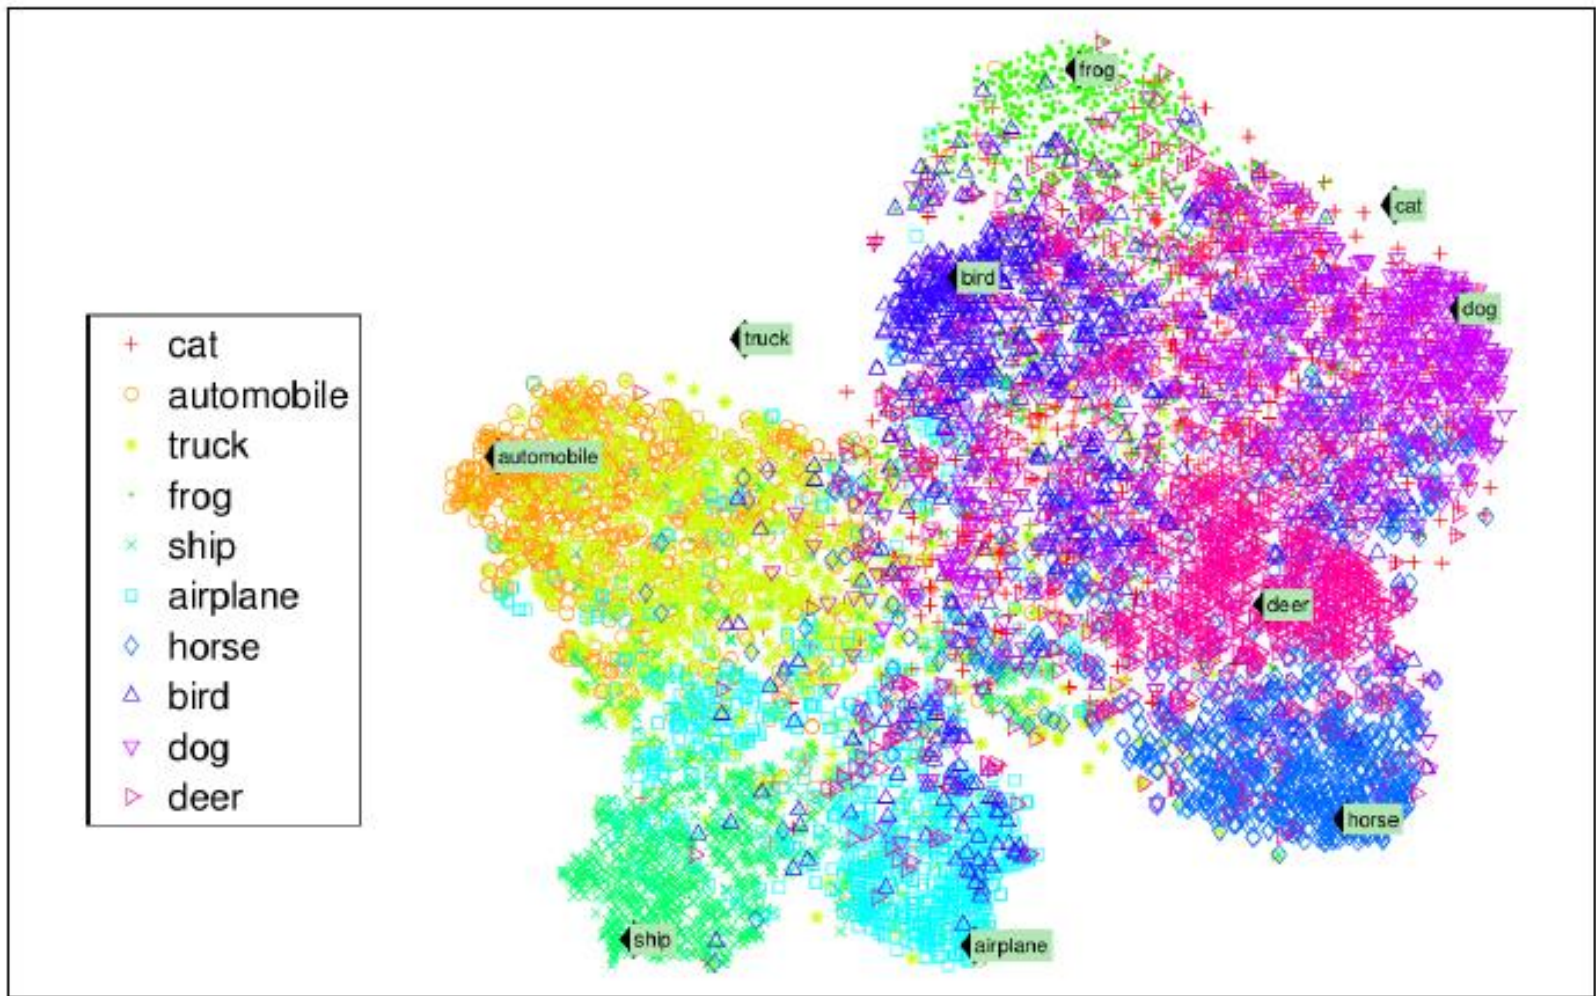 frog
cat
bird
dog
truck
cat
automobile
truck
frog
ship
airplane
horse
bird
dog
deer
automobile
deer
horse
ship
airplane